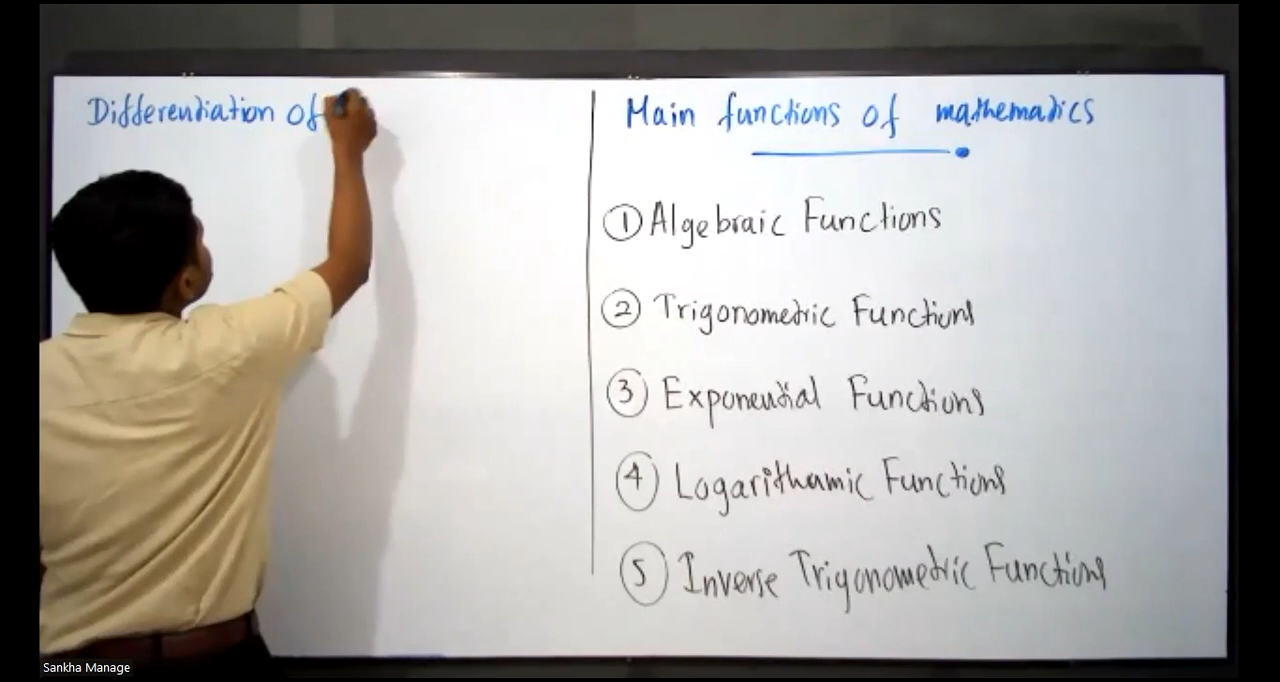 Differentiation of
Main functions of mathematics
1 Algebraic Functions
2 Trigonometric Functions
3 Exponential Functions
4 Logarithamic Functions
5 Inverse Trigonometric Functions
Sankha Manage